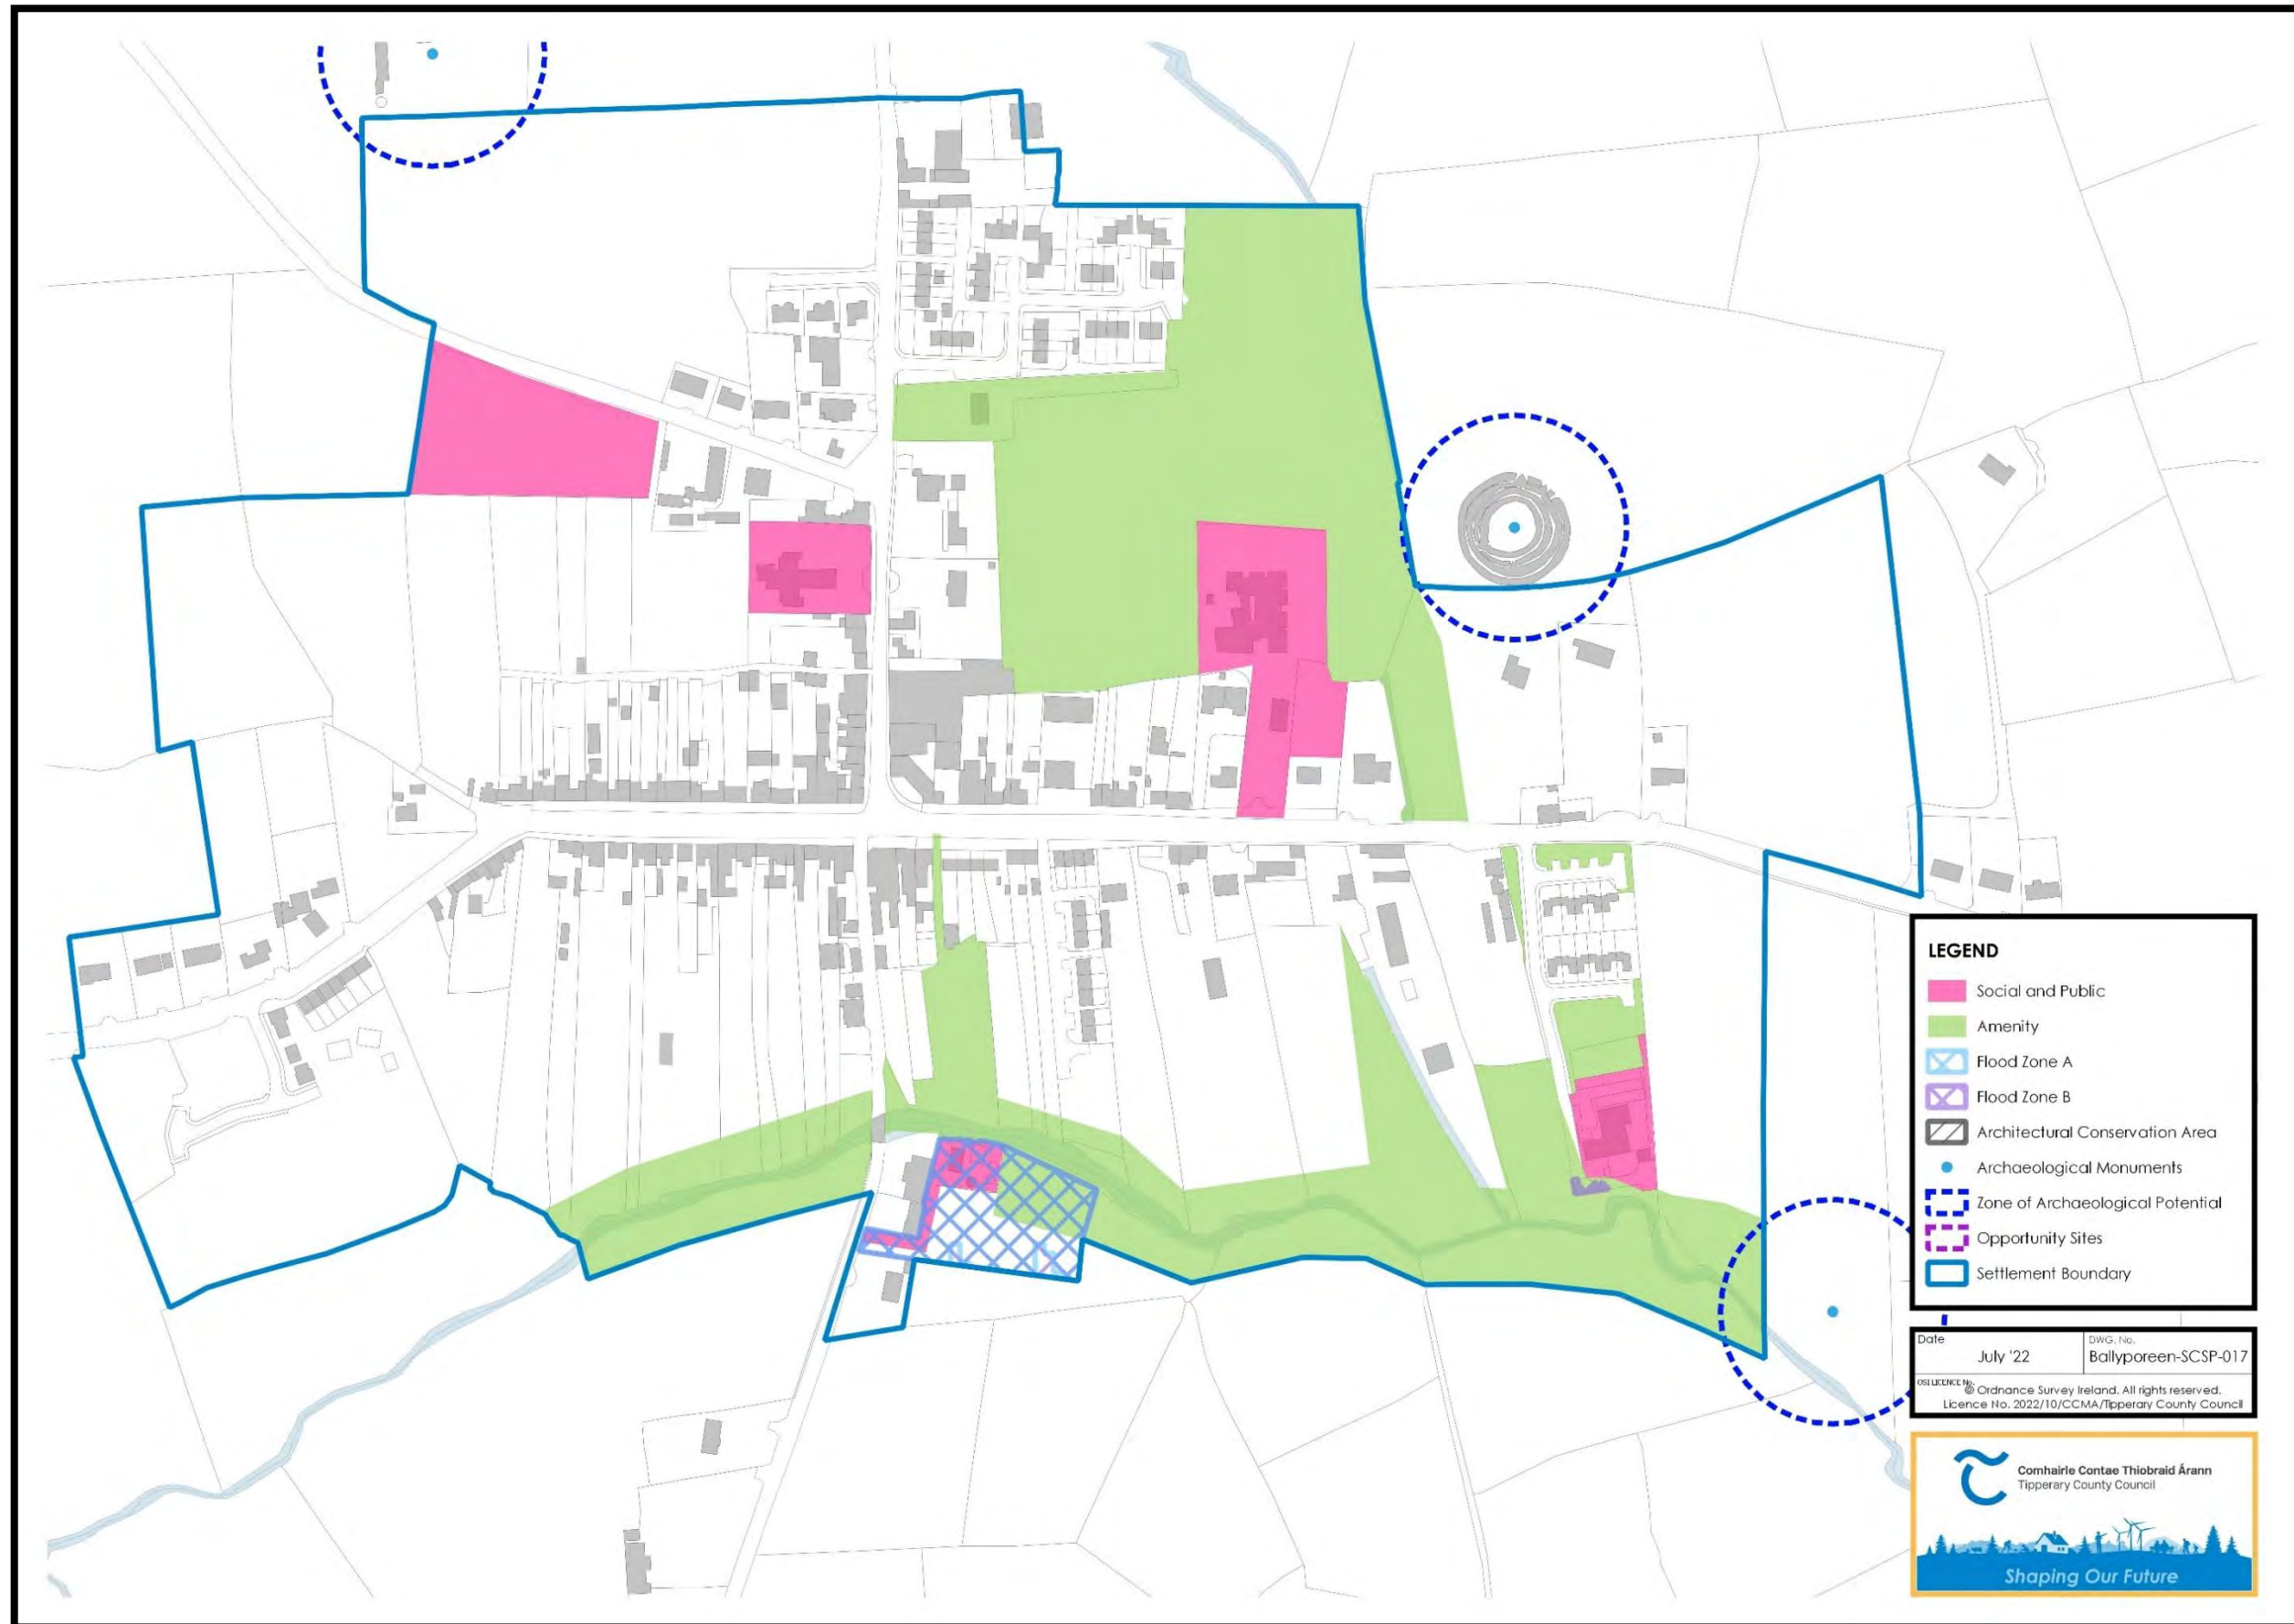 LEGEND
Social and Public
Amenity
Flood Zone A
Flood Zone B
Architectural Conservation Area
Archaeological Monuments
Zone of Archaeological Potential
Opportunity Sites
Settlement Boundary
Date
July '22
DWG. No.
Ballyporeen-SCSP-017
OSI LICENCE No.
© Ordnance Survey Ireland. All rights reserved.
Licence No. 2022/10/CCMA/Tipperary County Council
Comhairle Contae Thiobraid Árann
Tipperary County Council
Shaping Our Future